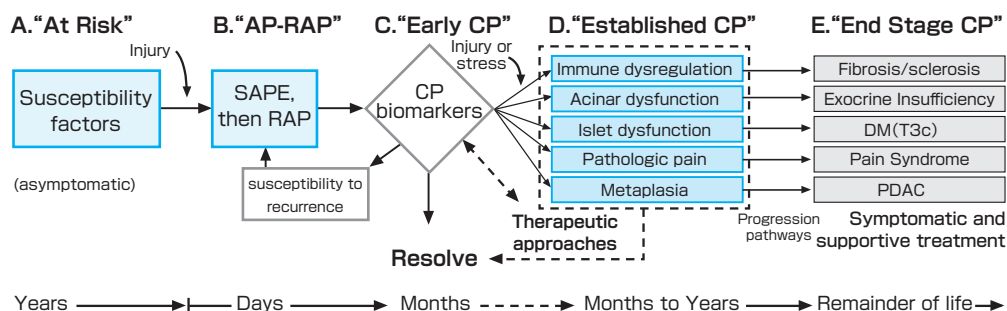 A.“At Risk”
B.“AP-RAP”
C.“Early CP”
D.“Established CP”
E.“End Stage CP”
Injury
Susceptibility
factors
(asymptomatic)
SAPE,
then RAP
susceptibility to
recurrence
CP
biomarkers
Injury or
stress
Immune dysregulation
Acinar dysfunction
Islet dysfunction
Pathologic pain
Metaplasia
Fibrosis/sclerosis
Exocrine Insufficiency
DM(T3c)
Pain Syndrome
PDAC
Therapeutic
approaches
Resolve
Progression
pathways
Symptomatic and
supportive treatment
Years
Days
Months
Months to Years
Remainder of life